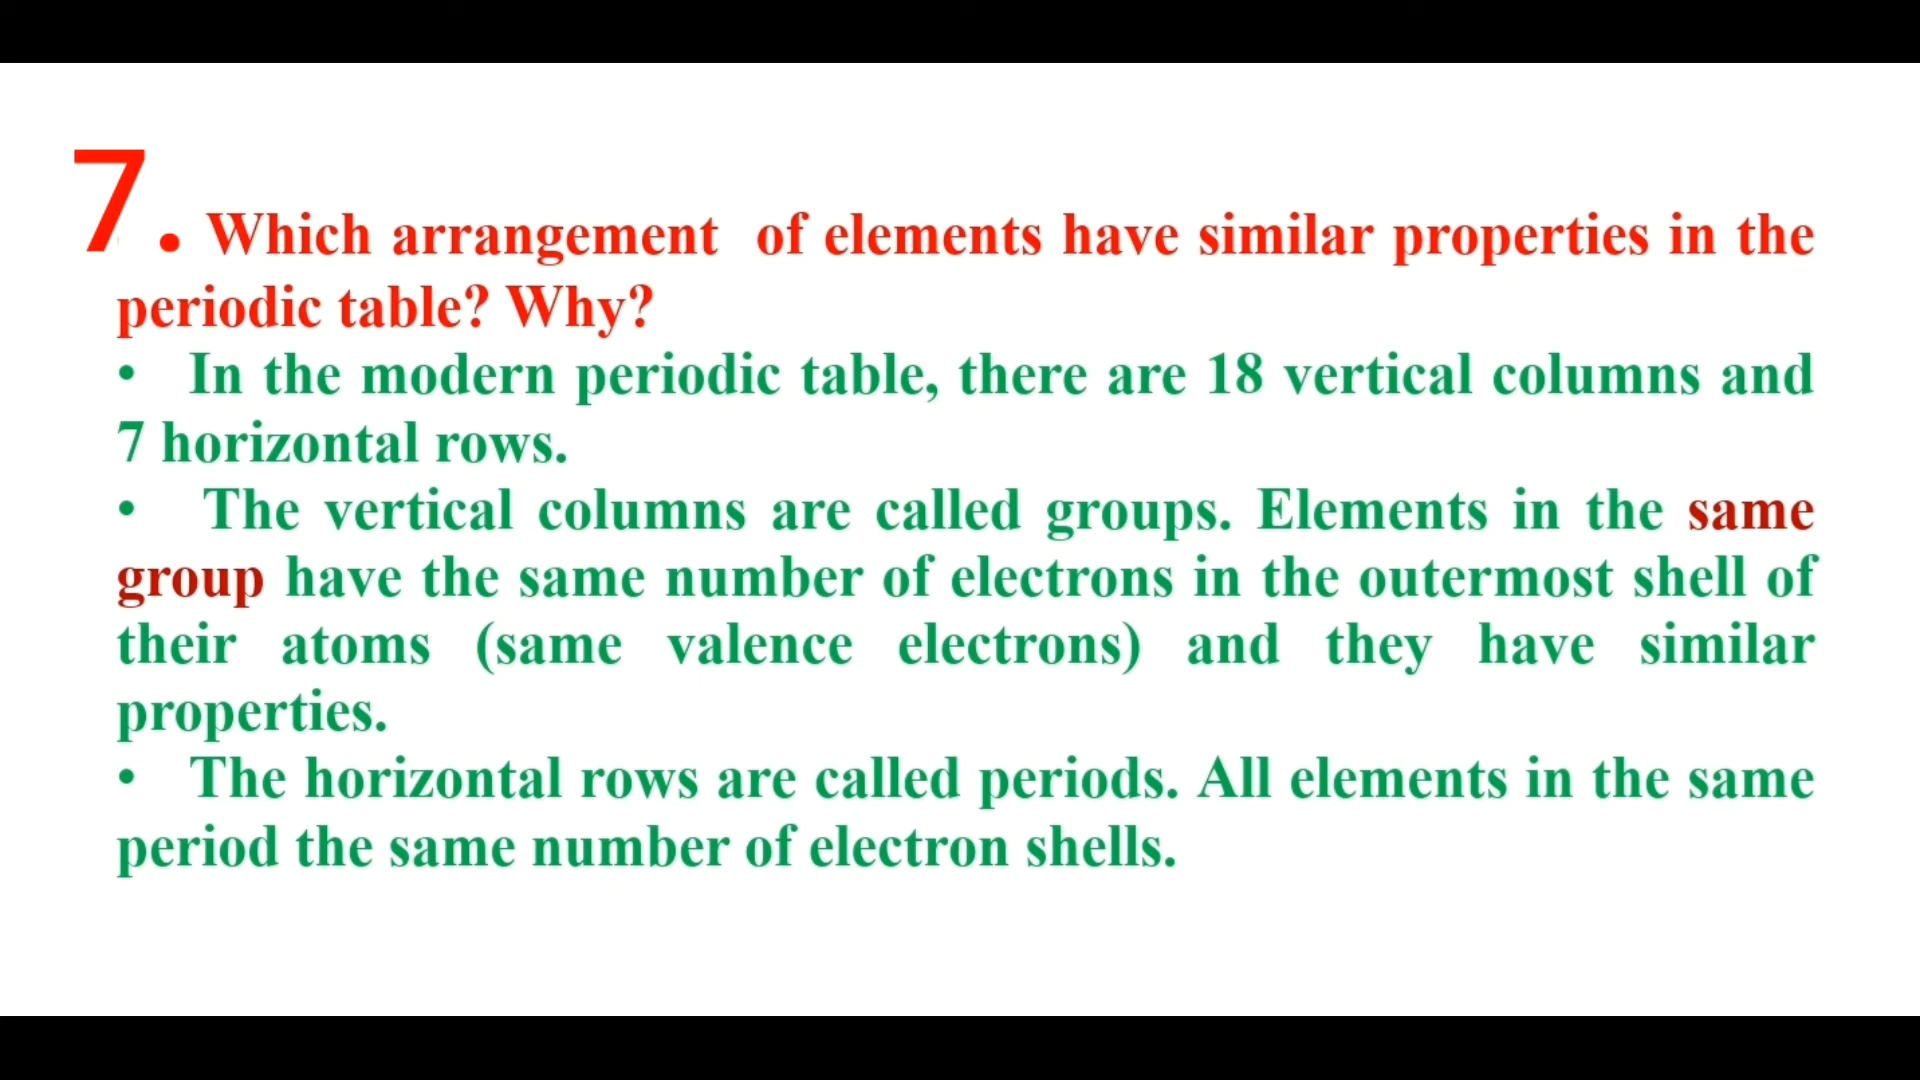 7. Which arrangement of elements have similar properties in the
periodic table? Why?
• In the modern periodic table, there are 18 vertical columns and
7 horizontal rows.
• The vertical columns are called groups. Elements in the same
group have the same number of electrons in the outermost shell of
their atoms (same valence electrons) and they have similar
properties.
• The horizontal rows are called periods. All elements in the same
period the same number of electron shells.